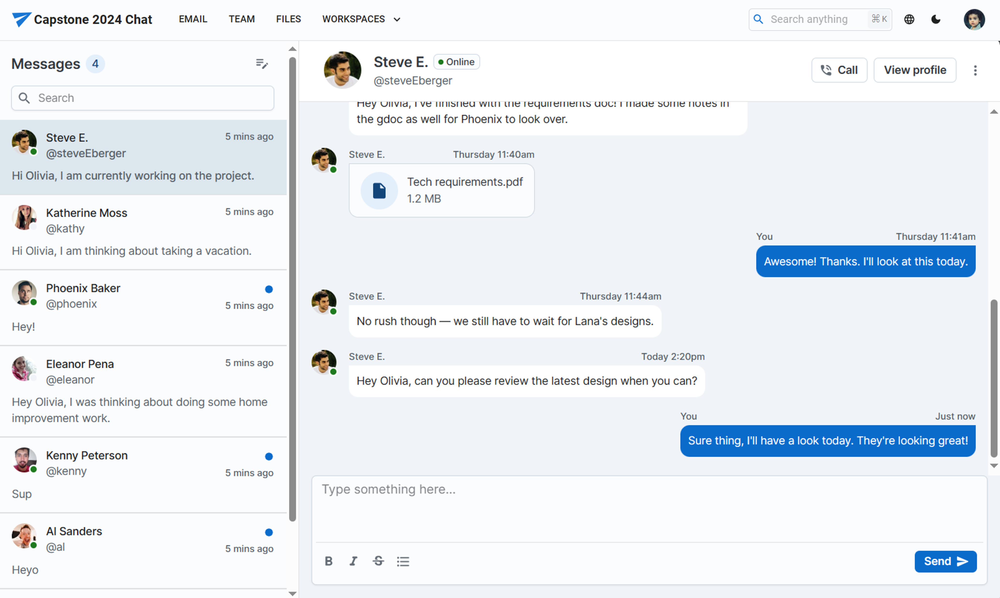 Capstone 2024 Chat
EMAIL
TEAM
FILES
WORKSPACES
Search anything
⌘K
Messages 4
Search
Steve E.
5 mins ago
@steveEberger
Hi Olivia, I am currently working on the project.
Katherine Moss
5 mins ago
@kathy
Hi Olivia, I am thinking about taking a vacation.
Phoenix Baker
@phoenix
5 mins ago
Hey!
Eleanor Pena
5 mins ago
@eleanor
Hey Olivia, I was thinking about doing some home
improvement work.
Kenny Peterson
@kenny
5 mins ago
Sup
Al Sanders
@al
5 mins ago
Heyo
Steve E.
Online
@steveEberger
Call
View profile
Hey Olivia, I've finished with the requirements doc! I made some notes in
the gdoc as well for Phoenix to look over.
Steve E.
Thursday 11:40am
Tech requirements.pdf
1.2 MB
You
Thursday 11:41am
Awesome! Thanks. I'll look at this today.
Steve E.
Thursday 11:44am
No rush though — we still have to wait for Lana's designs.
Steve E.
Today 2:20pm
Hey Olivia, can you please review the latest design when you can?
You
Just now
Sure thing, I'll have a look today. They're looking great!
Type something here...
B
I
S
Send